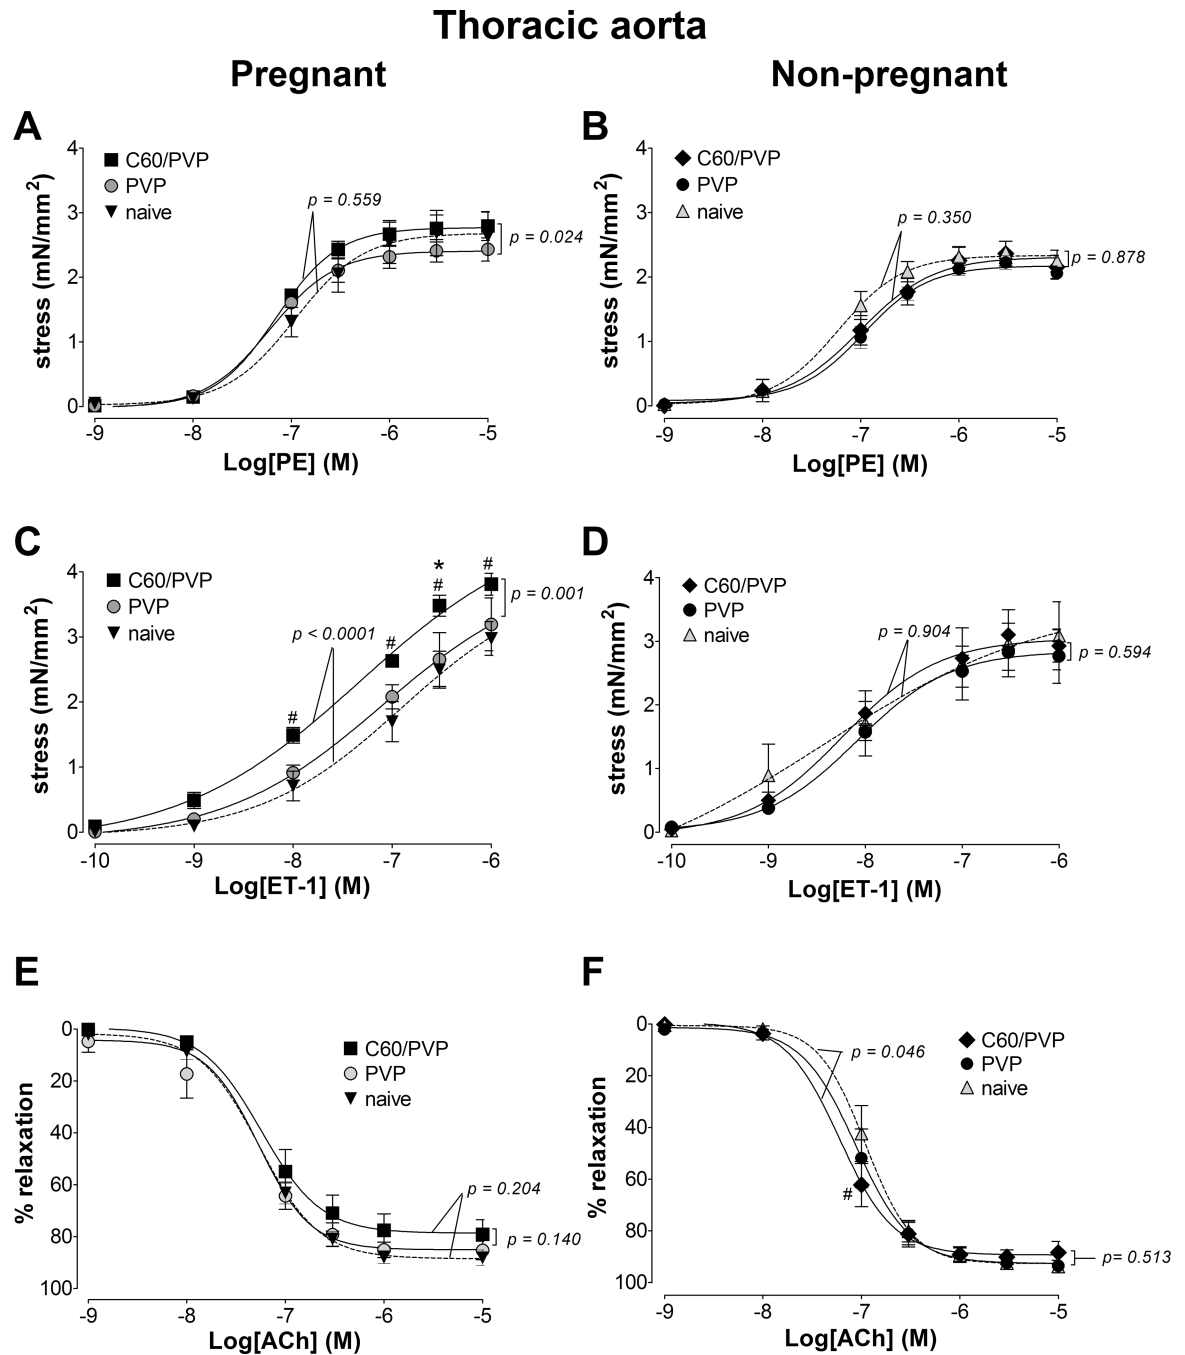 Thoracic aorta
Pregnant
Non-pregnant
A
4
3
2
1
0
stress (mN/mm²)
C60/PVP
PVP
naive
p = 0.559
p = 0.024
-9 -8 -7 -6 -5
Log[PE] (M)
B
4
3
2
1
0
stress (mN/mm²)
C60/PVP
PVP
naive
p = 0.350
p = 0.878
-9 -8 -7 -6 -5
Log[PE] (M)
C
4
3
2
1
0
stress (mN/mm²)
C60/PVP
PVP
naive
p < 0.0001
#
#
*
#
#
p = 0.001
-10 -9 -8 -7 -6
Log[ET-1] (M)
D
4
3
2
1
0
stress (mN/mm²)
C60/PVP
PVP
naive
p = 0.904
p = 0.594
-10 -9 -8 -7 -6
Log[ET-1] (M)
E
0
20
40
60
80
100
% relaxation
C60/PVP
PVP
naive
p = 0.204
p = 0.140
-9 -8 -7 -6 -5
Log[ACh] (M)
F
0
20
40
60
80
100
% relaxation
p = 0.046
C60/PVP
PVP
naive
#
p= 0.513
-9 -8 -7 -6 -5
Log[ACh] (M)